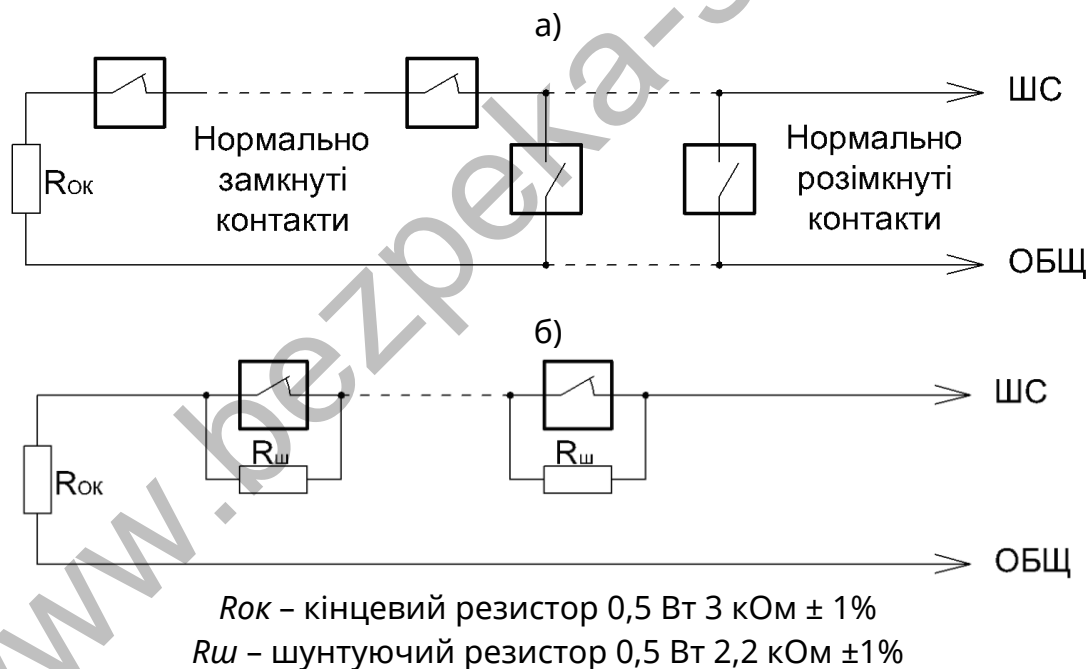 а)
ШС
Нормально
замкнуті
контакти
Нормально
розімкнуті
контакти
Rок
ОБЩ
б)
ШС
Rш
Rш
Rок
ОБЩ
Rок – кінцевий резистор 0,5 Вт 3 кОм ± 1%
Rш – шунтуючий резистор 0,5 Вт 2,2 кОм ±1%
www.bezpeka-s